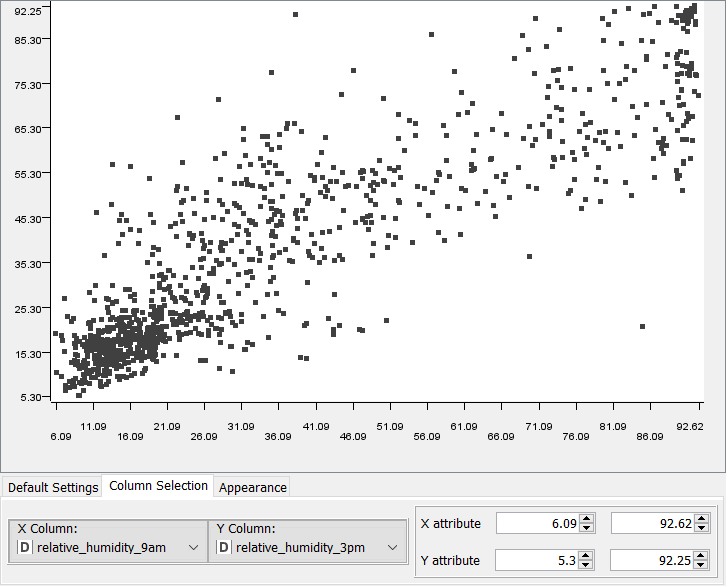 92.25
85.30
75.30
65.30
55.30
45.30
35.30
25.30
15.30
5.30
11.09 21.09 31.09 41.09 51.09 61.09 71.09 81.09 92.62
6.09 16.09 26.09 36.09 46.09 56.09 66.09 76.09 86.09
Default Settings Column Selection Appearance
X Column: Y Column:
D relative_humidity_9am D relative_humidity_3pm
X attribute 6.09 92.62
Y attribute 5.3 92.25